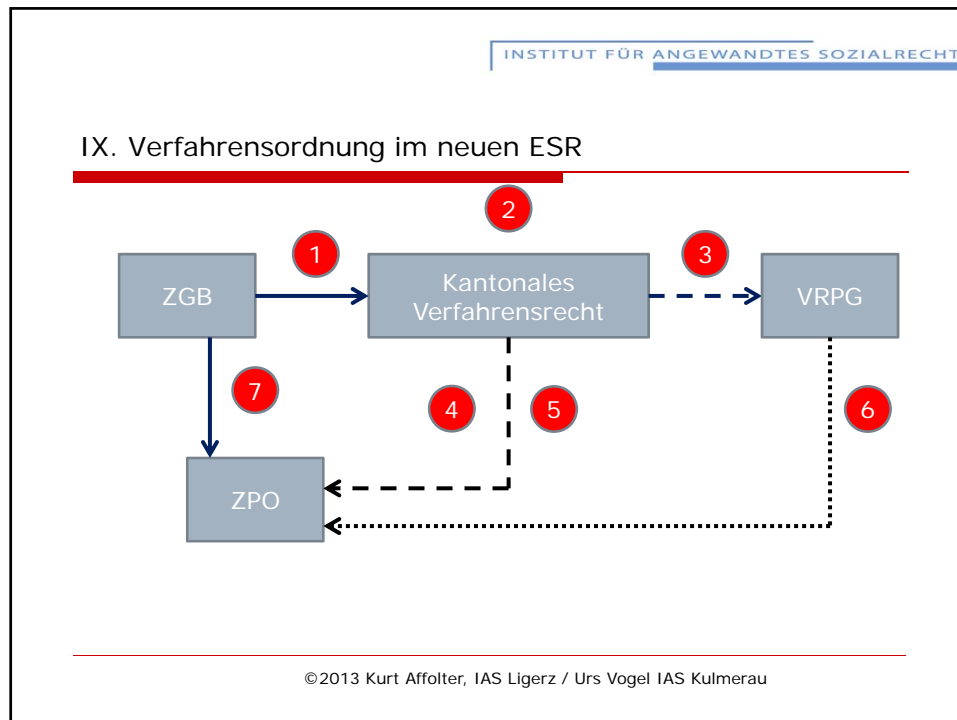 INSTITUT FÜR ANGEWANDTES SOZIALRECHT
IX. Verfahrensordnung im neuen ESR
2
1
3
ZGB
Kantonales
Verfahrensrecht
VRPG
7
4
5
6
ZPO
©2013 Kurt Affolter, IAS Ligerz / Urs Vogel IAS Kulmerau